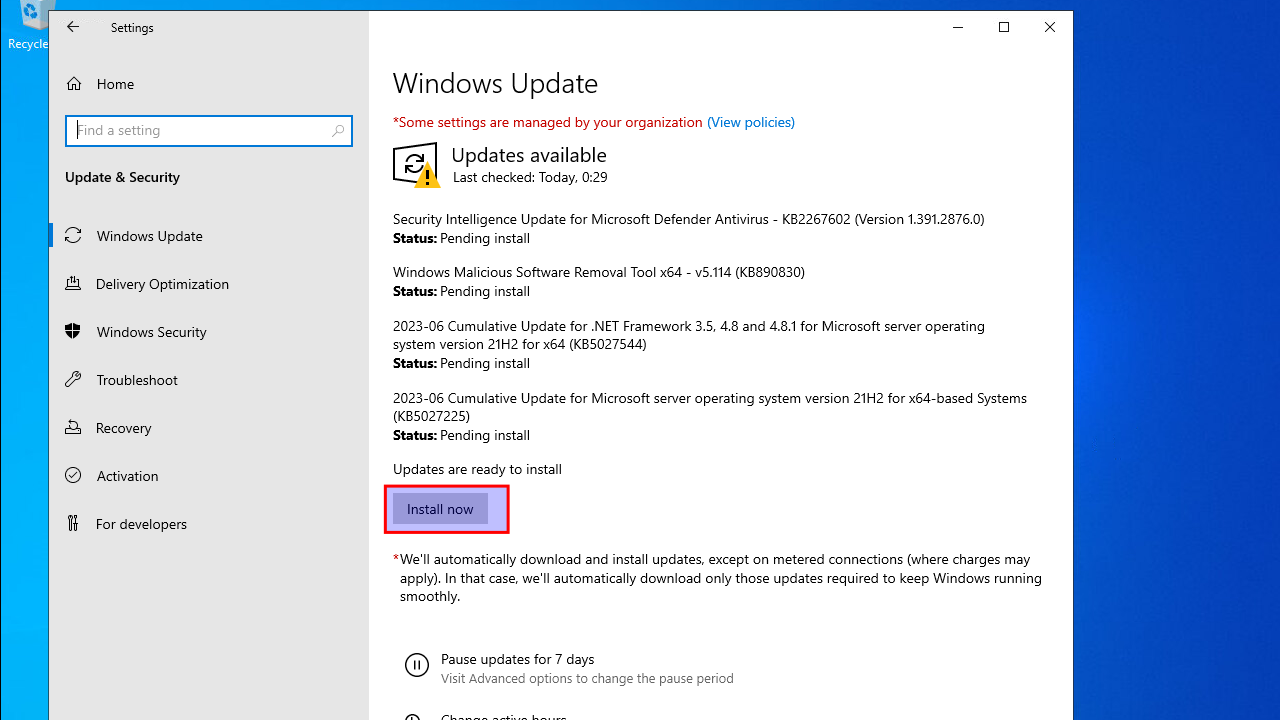 Recycle
Settings
Home
Find a setting
Update & Security
Windows Update
Delivery Optimization
Windows Security
Troubleshoot
Recovery
Activation
For developers
Windows Update
*Some settings are managed by your organization (View policies)
Updates available
Last checked: Today, 0:29
Security Intelligence Update for Microsoft Defender Antivirus - KB2267602 (Version 1.391.2876.0)
Status: Pending install
Windows Malicious Software Removal Tool x64 - v5.114 (KB890830)
Status: Pending install
2023-06 Cumulative Update for .NET Framework 3.5, 4.8 and 4.8.1 for Microsoft server operating
system version 21H2 for x64 (KB5027544)
Status: Pending install
2023-06 Cumulative Update for Microsoft server operating system version 21H2 for x64-based Systems
(KB5027225)
Status: Pending install
Updates are ready to install
Install now
*We'll automatically download and install updates, except on metered connections (where charges may
apply). In that case, we'll automatically download only those updates required to keep Windows running
smoothly.
Pause updates for 7 days
Visit Advanced options to change the pause period
Change active hours